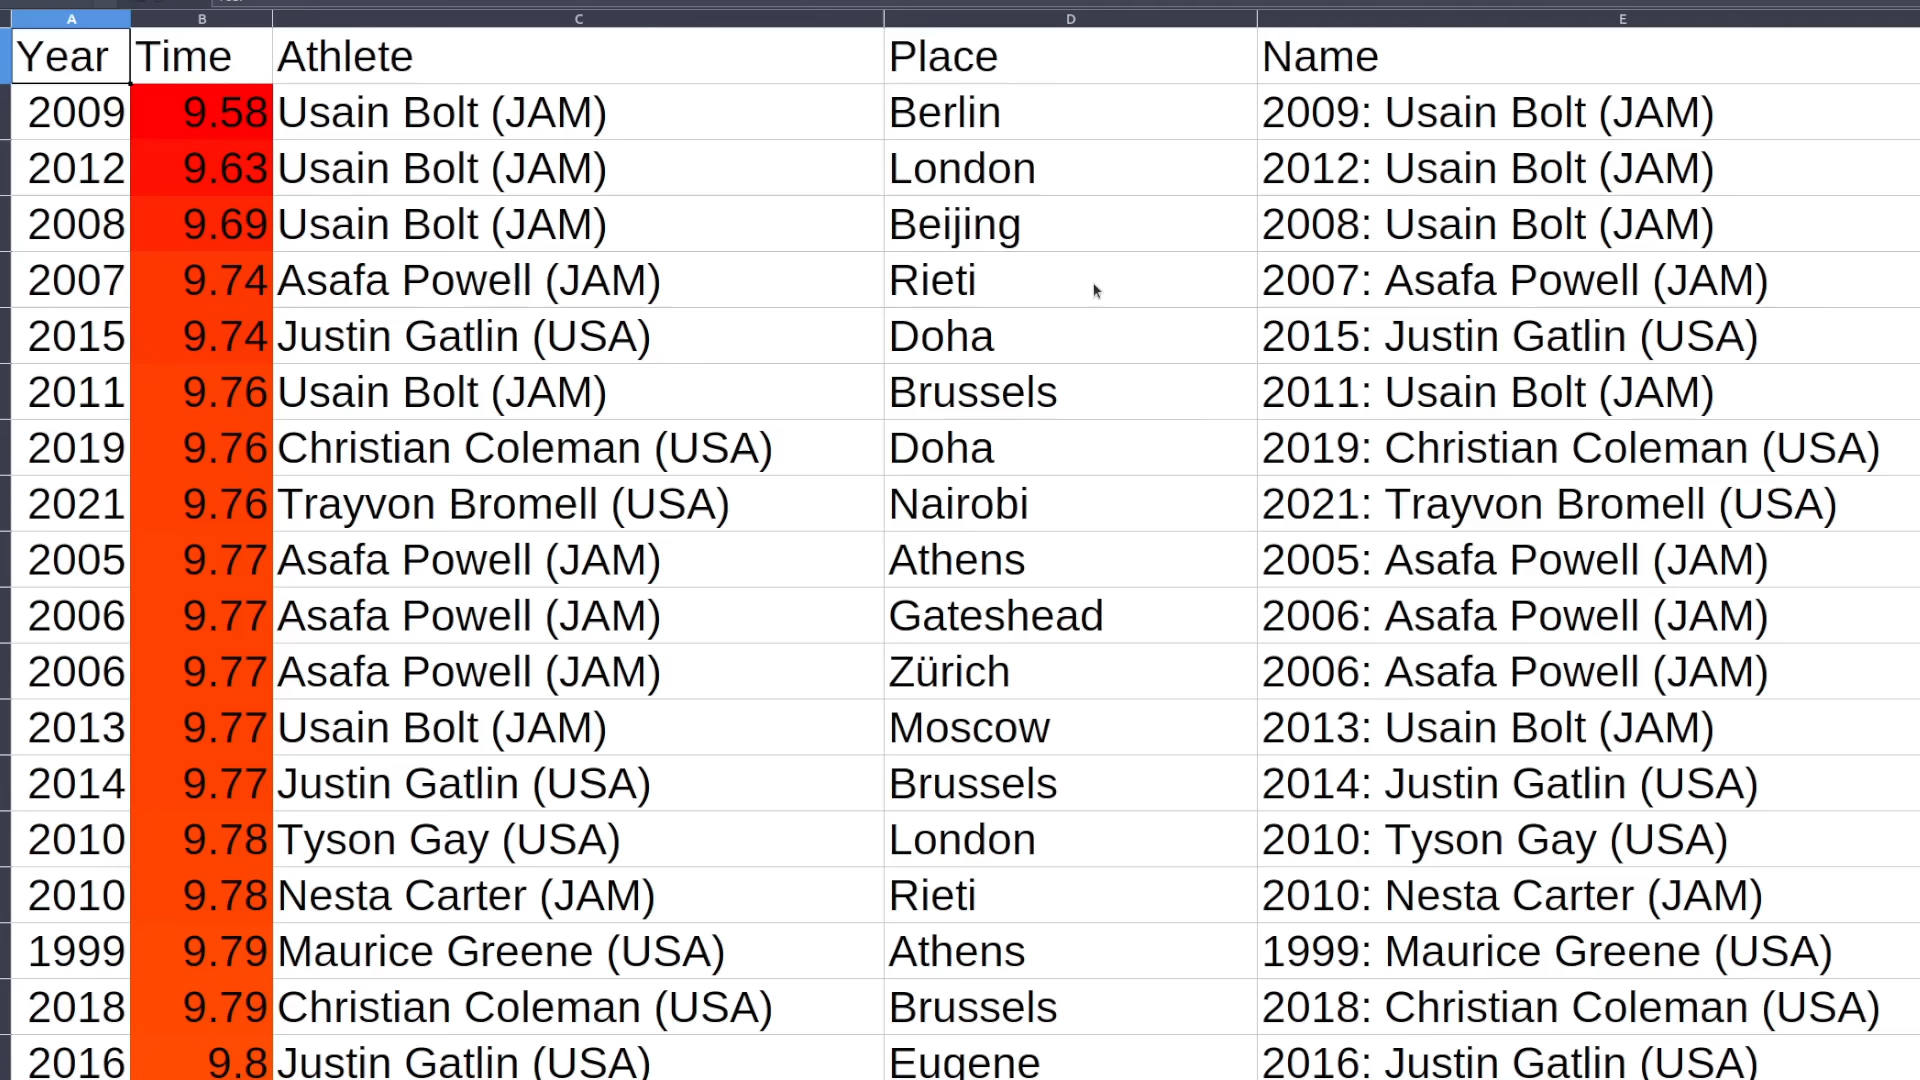 A B C D E
Year Time Athlete Place Name
2009 9.58 Usain Bolt (JAM) Berlin 2009: Usain Bolt (JAM)
2012 9.63 Usain Bolt (JAM) London 2012: Usain Bolt (JAM)
2008 9.69 Usain Bolt (JAM) Beijing 2008: Usain Bolt (JAM)
2007 9.74 Asafa Powell (JAM) Rieti 2007: Asafa Powell (JAM)
2015 9.74 Justin Gatlin (USA) Doha 2015: Justin Gatlin (USA)
2011 9.76 Usain Bolt (JAM) Brussels 2011: Usain Bolt (JAM)
2019 9.76 Christian Coleman (USA) Doha 2019: Christian Coleman (USA)
2021 9.76 Trayvon Bromell (USA) Nairobi 2021: Trayvon Bromell (USA)
2005 9.77 Asafa Powell (JAM) Athens 2005: Asafa Powell (JAM)
2006 9.77 Asafa Powell (JAM) Gateshead 2006: Asafa Powell (JAM)
2006 9.77 Asafa Powell (JAM) Zürich 2006: Asafa Powell (JAM)
2013 9.77 Usain Bolt (JAM) Moscow 2013: Usain Bolt (JAM)
2014 9.77 Justin Gatlin (USA) Brussels 2014: Justin Gatlin (USA)
2010 9.78 Tyson Gay (USA) London 2010: Tyson Gay (USA)
2010 9.78 Nesta Carter (JAM) Rieti 2010: Nesta Carter (JAM)
1999 9.79 Maurice Greene (USA) Athens 1999: Maurice Greene (USA)
2018 9.79 Christian Coleman (USA) Brussels 2018: Christian Coleman (USA)
2016 9.8 Justin Gatlin (USA) Eugene 2016: Justin Gatlin (USA)